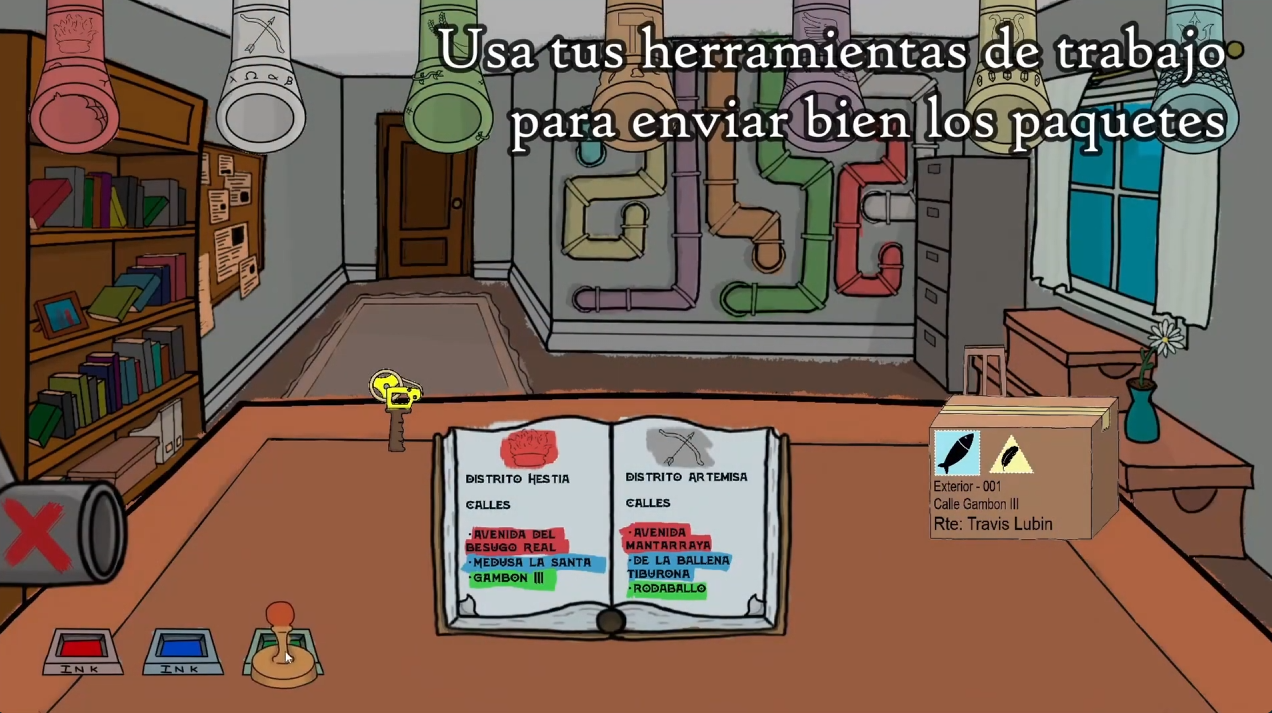 Usa tus herramientas de trabajo
para enviar bien los paquetes
X Ω α B
DISTRITO HESTIA
CALLES
·AVENIDA DEL
BESUGO REAL
·MEDUSA LA SANTA
·GAMBON III
DISTRITO ARTEMISA
CALLES
·AVENIDA
MANTARRAYA
·DE LA BALLENA
TIBURONA
·RODABALLO
Exterior - 001
Calle Gambon III
Rte: Travis Lubin
INK
INK